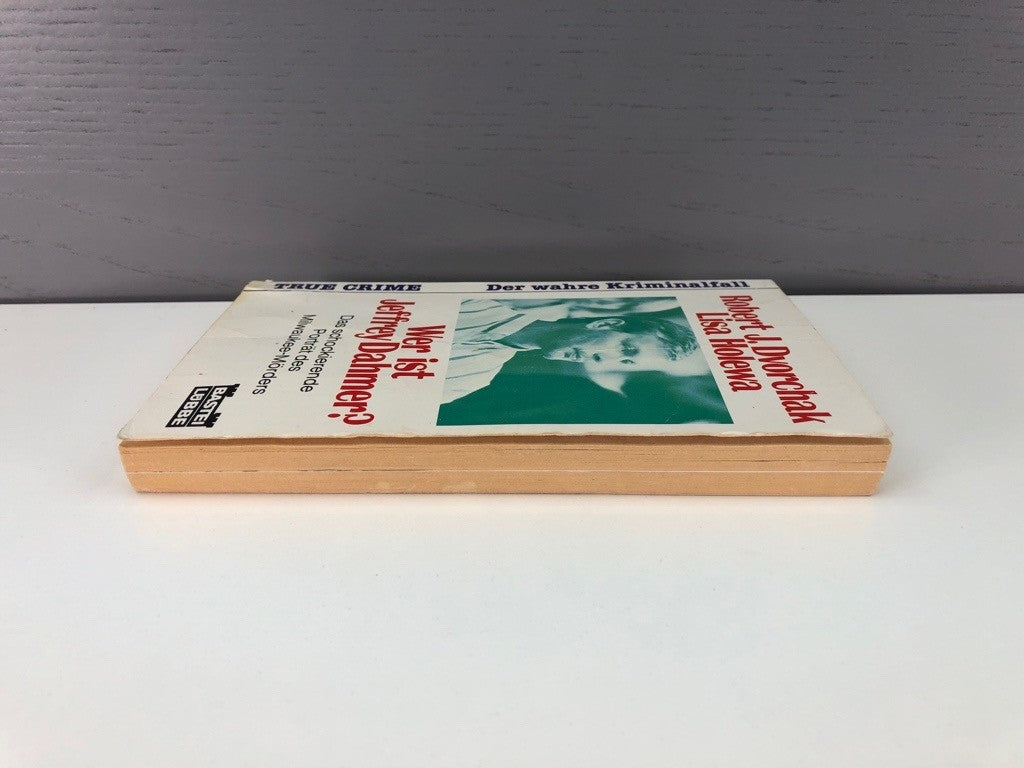 TRUE CRIME Der wahre Kriminalfall
Robert J. Dvorchak
Lisa Holewa
Wer ist
Jeffrey Dahmer?
Das schockierende
Porträt des
Milwaukee-Mörders
BASTEI
LÜBBE